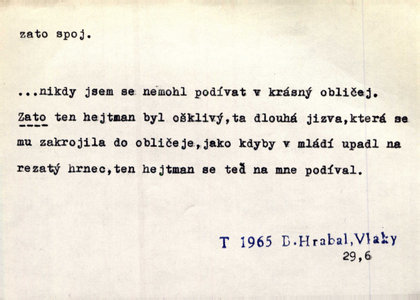 zato spoj.
...nikdy jsem se nemohl podívat v krásný obličej.
Zato ten hejtman byl ošklivý,ta dlouhá jizva,která se
mu zakrojila do obličeje,jako kdyby v mládí upadl na
rezatý hrnec,ten hejtman se teď na mne podíval.
T 1965 B.Hrabal,Vlaky
29,6